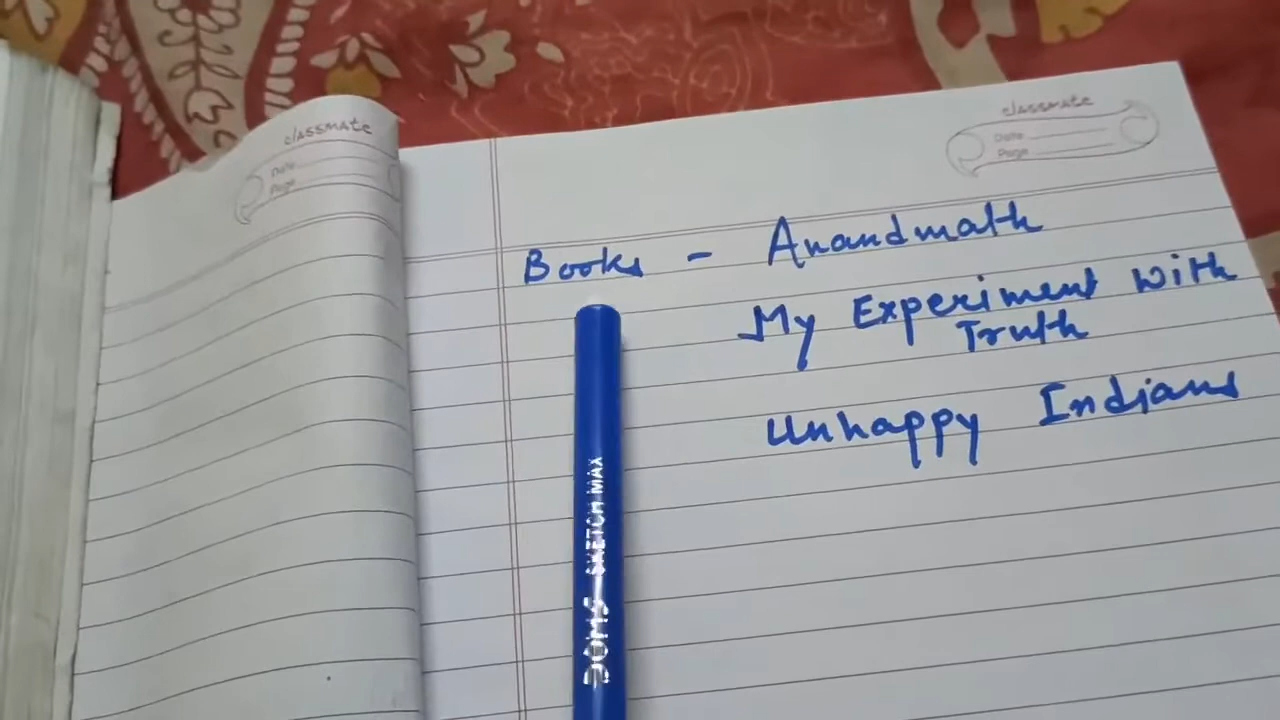 classmate
Date
Page
classmate
Date
Page
Books - Anandmath
My Experiment With
Truth
Unhappy Indians
DOMS SKETCH MAX